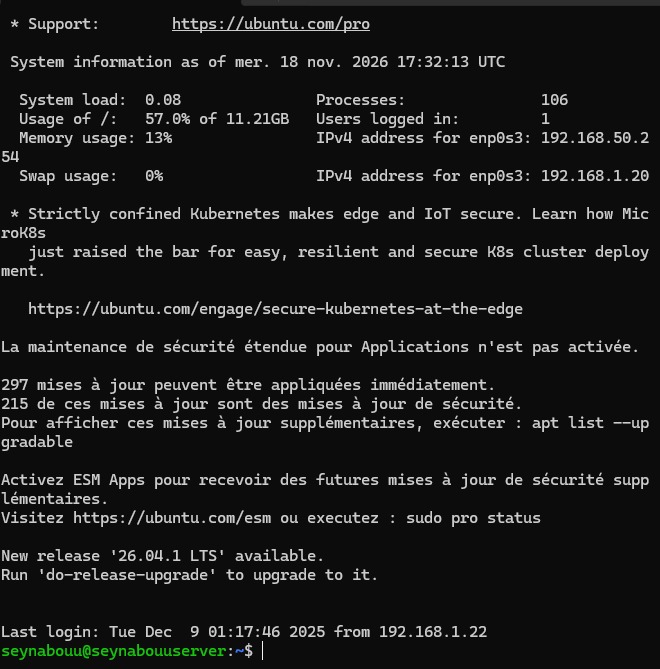 * Support:        https://ubuntu.com/pro
System information as of mer. 18 nov. 2026 17:32:13 UTC
System load:  0.08                Processes:               106
Usage of /:   57.0% of 11.21GB   Users logged in:         1
Memory usage: 13%                IPv4 address for enp0s3: 192.168.50.2
54
Swap usage:   0%                 IPv4 address for enp0s3: 192.168.1.20
* Strictly confined Kubernetes makes edge and IoT secure. Learn how Mic
roK8s
just raised the bar for easy, resilient and secure K8s cluster deploy
ment.
https://ubuntu.com/engage/secure-kubernetes-at-the-edge
La maintenance de sécurité étendue pour Applications n'est pas activée.
297 mises à jour peuvent être appliquées immédiatement.
215 de ces mises à jour sont des mises à jour de sécurité.
Pour afficher ces mises à jour supplémentaires, exécuter : apt list --up
gradable
Activez ESM Apps pour recevoir des futures mises à jour de sécurité supp
lémentaires.
Visitez https://ubuntu.com/esm ou executez : sudo pro status
New release '26.04.1 LTS' available.
Run 'do-release-upgrade' to upgrade to it.
Last login: Tue Dec  9 01:17:46 2025 from 192.168.1.22
seynabouu@seynabouuserver:~$